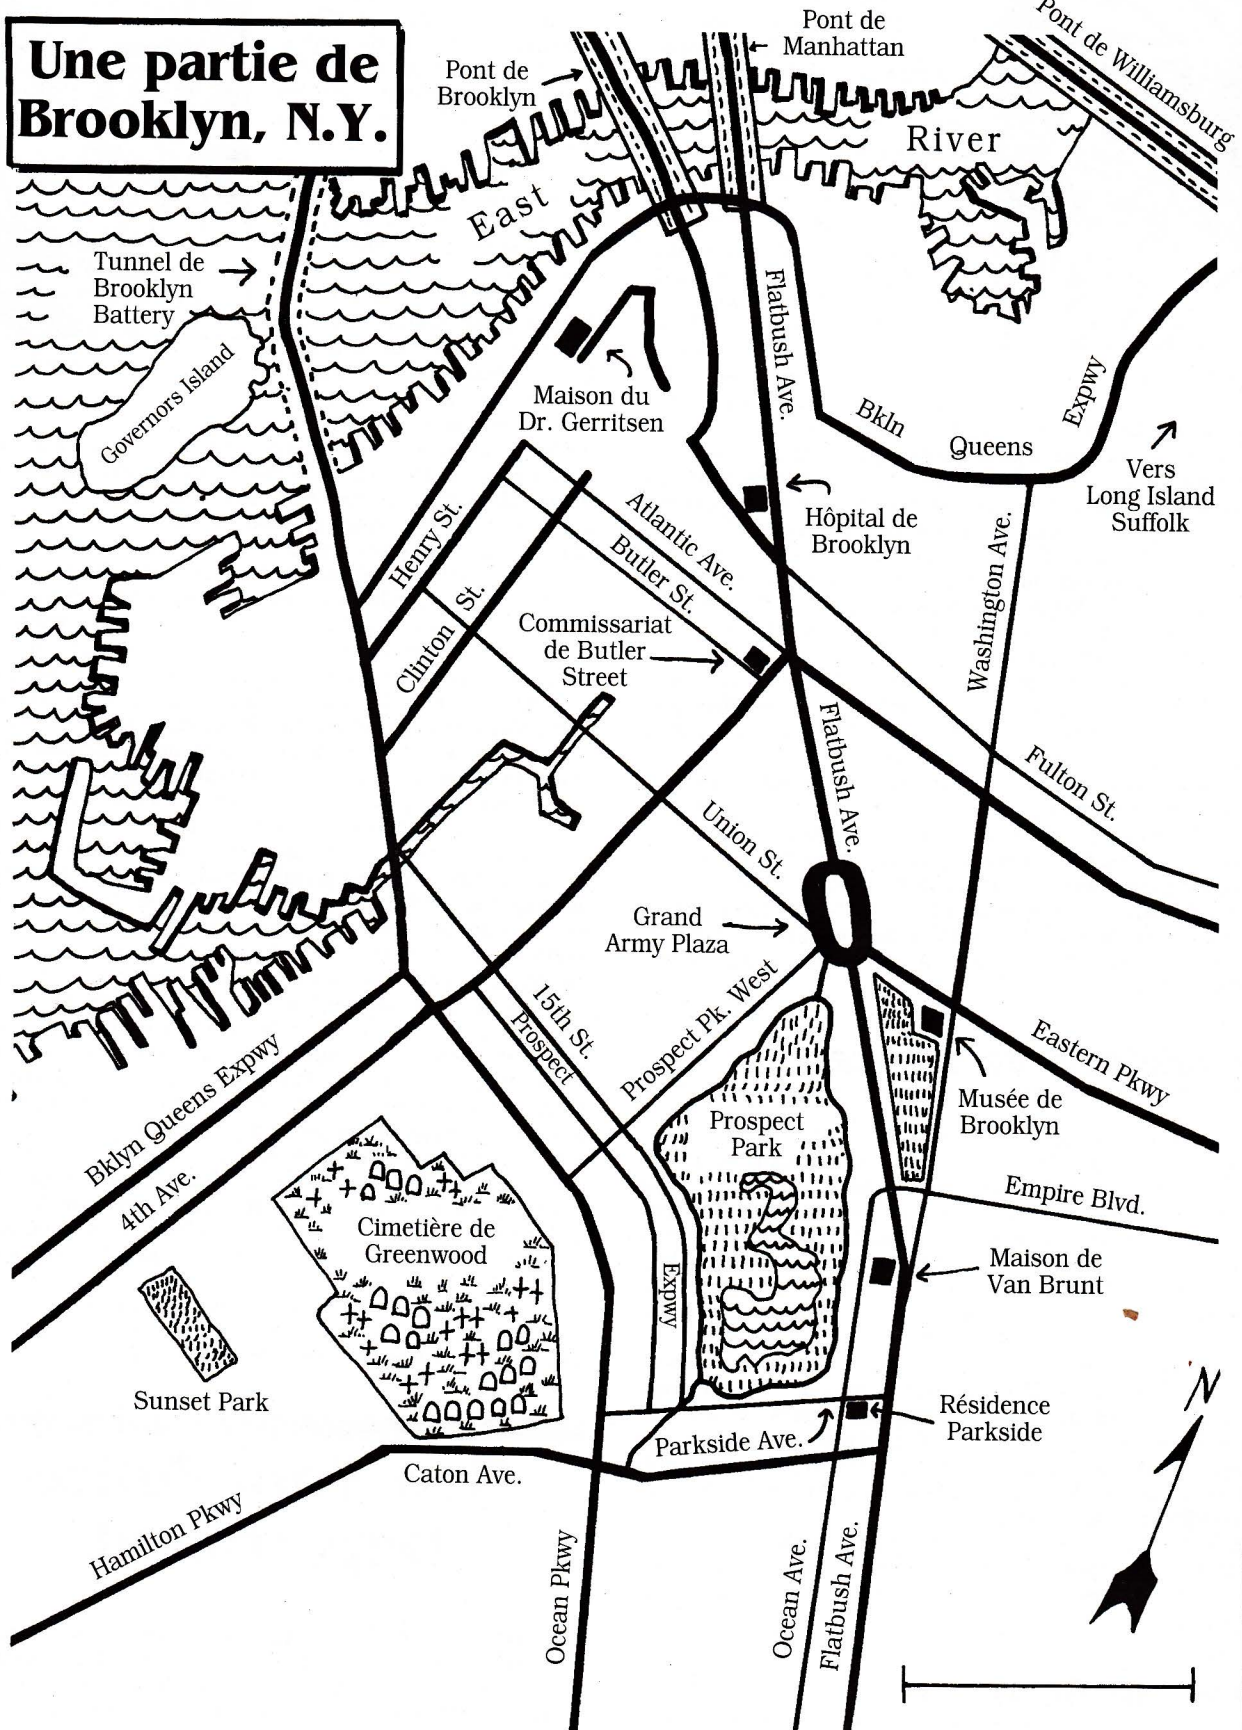 Une partie de
Brooklyn, N.Y.
Pont de
Brooklyn
Pont de
Manhattan
Pont de Williamsburg
East
River
Tunnel de
Brooklyn
Battery
Governors Island
Maison du
Dr. Gerritsen
Flatbush Ave.
Bkln
Queens
Expwy
Vers
Long Island
Suffolk
Hôpital de
Brooklyn
Henry St.
Atlantic Ave.
Butler St.
Clinton St.
Commissariat
de Butler
Street
Washington Ave.
Flatbush Ave.
Fulton St.
Union St.
Grand
Army Plaza
15th St.
Prospect
Prospect Pk. West
Eastern Pkwy
Musée de
Brooklyn
Bklyn Queens Expwy
4th Ave.
Prospect
Park
Empire Blvd.
Cimetière de
Greenwood
Expwy
Maison de
Van Brunt
Sunset Park
Résidence
Parkside
Parkside Ave.
Caton Ave.
Hamilton Pkwy
Ocean Pkwy
Ocean Ave.
Flatbush Ave.
N